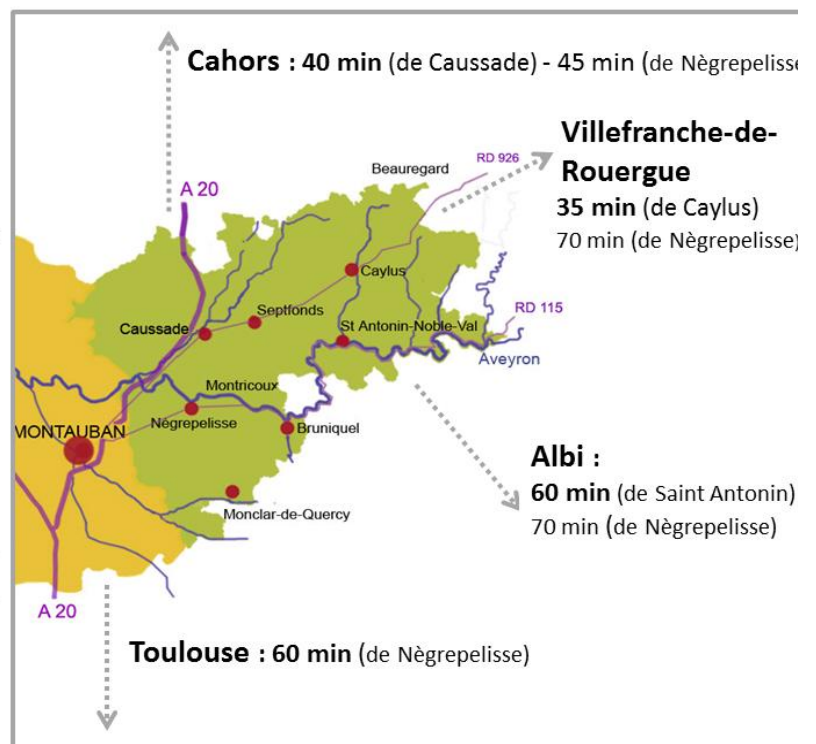 Cahors : 40 min (de Caussade) - 45 min (de Nègrepelisse
Villefranche-de-
Rouergue
35 min (de Caylus)
70 min (de Nègrepelisse)
Beauregard
RD 926
A 20
Caylus
Septfonds
Caussade
St Antonin-Noble-Val
RD 115
Aveyron
Montricoux
Négrepelisse
MONTAUBAN
Bruniquel
Monclar-de-Quercy
Albi :
60 min (de Saint Antonin)
70 min (de Nègrepelisse)
A 20
Toulouse : 60 min (de Nègrepelisse)